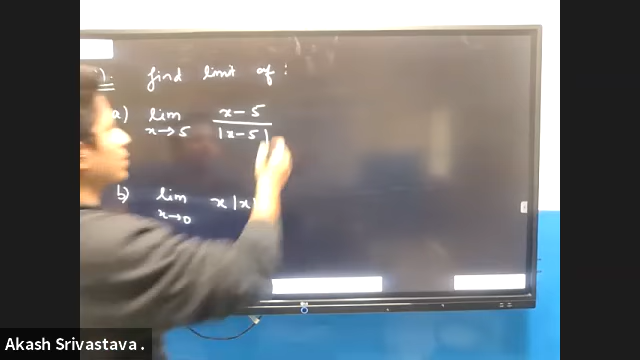 find limit of :
a) lim x - 5
x → 5 |x - 5|
b) lim x |x
x → 0
Akash Srivastava .